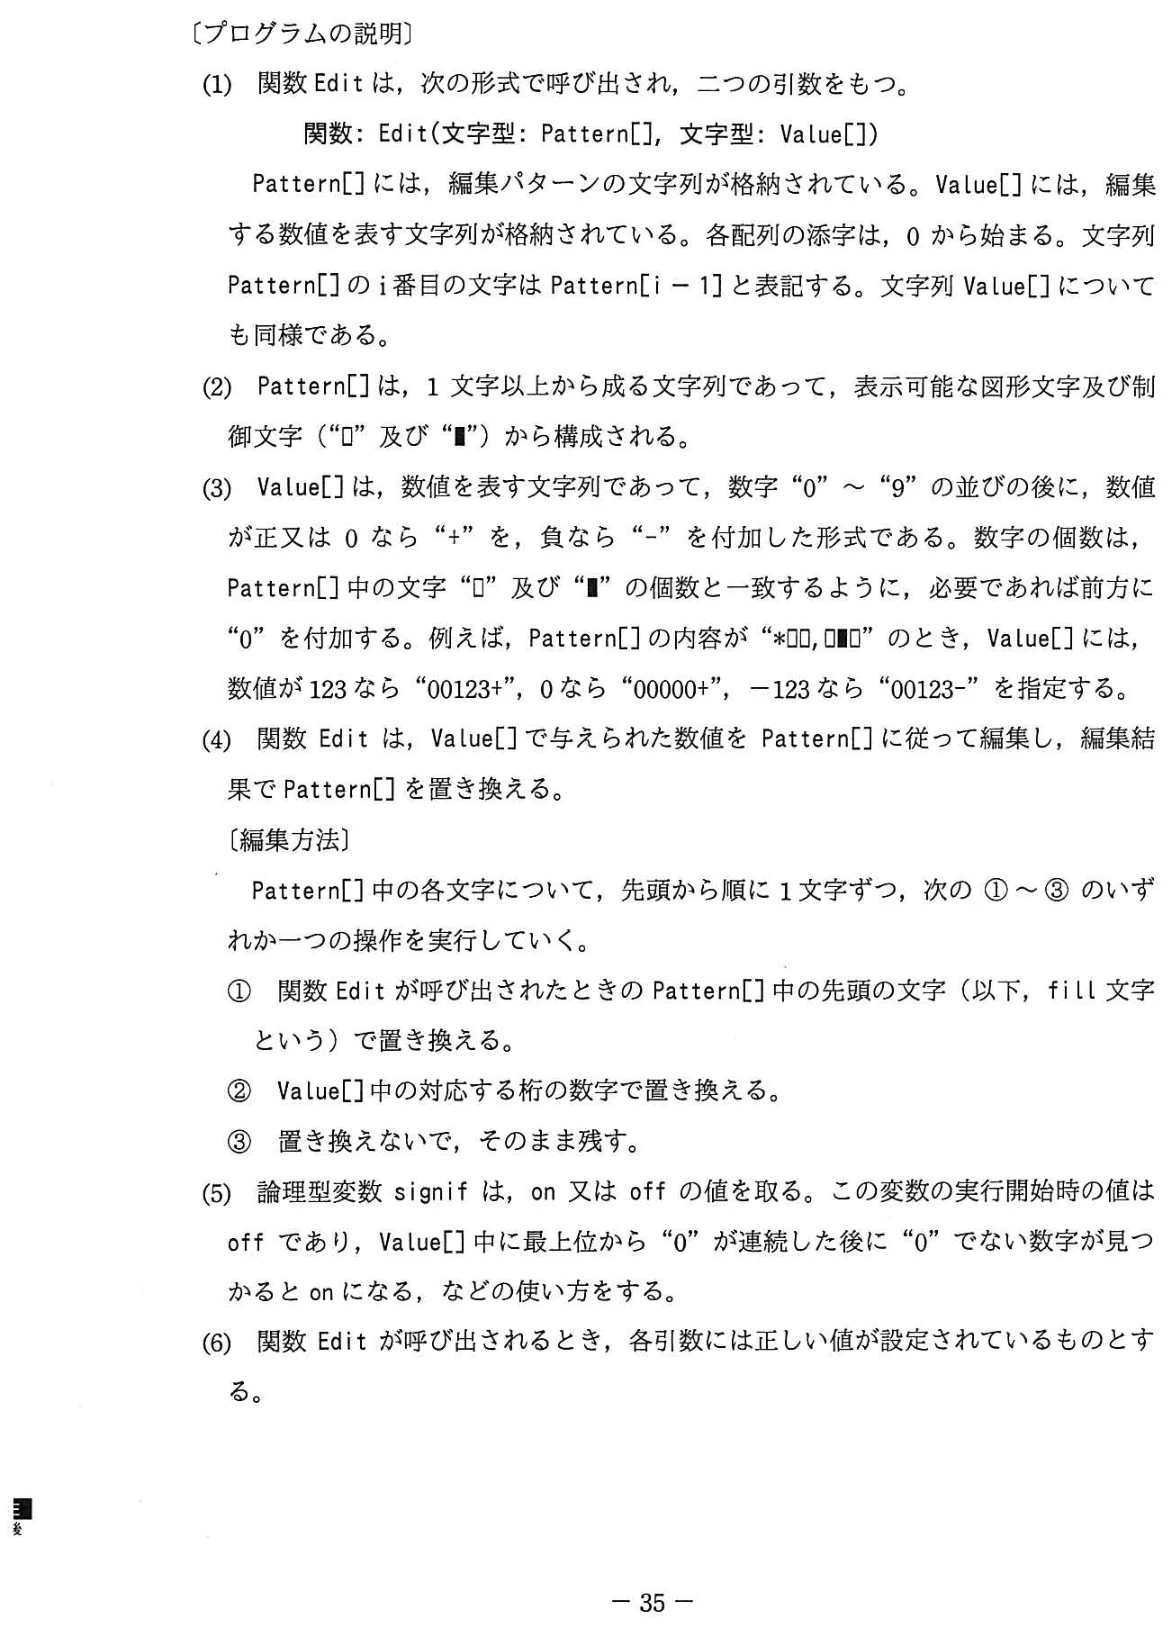 〔プログラムの説明〕
(1) 関数 Edit は，次の形式で呼び出され，二つの引数をもつ。
関数: Edit(文字型: Pattern[], 文字型: Value[])
Pattern[] には，編集パターンの文字列が格納されている。Value[] には，編集
する数値を表す文字列が格納されている。各配列の添字は，0 から始まる。文字列
Pattern[] の i 番目の文字は Pattern[i − 1] と表記する。文字列 Value[] について
も同様である。
(2) Pattern[] は，1 文字以上から成る文字列であって，表示可能な図形文字及び制
御文字（“▯” 及び “▮”）から構成される。
(3) Value[] は，数値を表す文字列であって，数字 “0” ～ “9” の並びの後に，数値
が正又は 0 なら “+” を，負なら “-” を付加した形式である。数字の個数は，
Pattern[] 中の文字 “▯” 及び “▮” の個数と一致するように，必要であれば前方に
“0” を付加する。例えば，Pattern[] の内容が “*▯▯,▯▮▯” のとき，Value[] には，
数値が 123 なら “00123+”，0 なら “00000+”，−123 なら “00123-” を指定する。
(4) 関数 Edit は，Value[] で与えられた数値を Pattern[] に従って編集し，編集結
果で Pattern[] を置き換える。
〔編集方法〕
Pattern[] 中の各文字について，先頭から順に 1 文字ずつ，次の ① ～ ③ のいず
れか一つの操作を実行していく。
① 関数 Edit が呼び出されたときの Pattern[] 中の先頭の文字（以下，fill 文字
という）で置き換える。
② Value[] 中の対応する桁の数字で置き換える。
③ 置き換えないで，そのまま残す。
(5) 論理型変数 signif は，on 又は off の値を取る。この変数の実行開始時の値は
off であり，Value[] 中に最上位から “0” が連続した後に “0” でない数字が見つ
かると on になる，などの使い方をする。
(6) 関数 Edit が呼び出されるとき，各引数には正しい値が設定されているものとす
る。
後
− 35 −